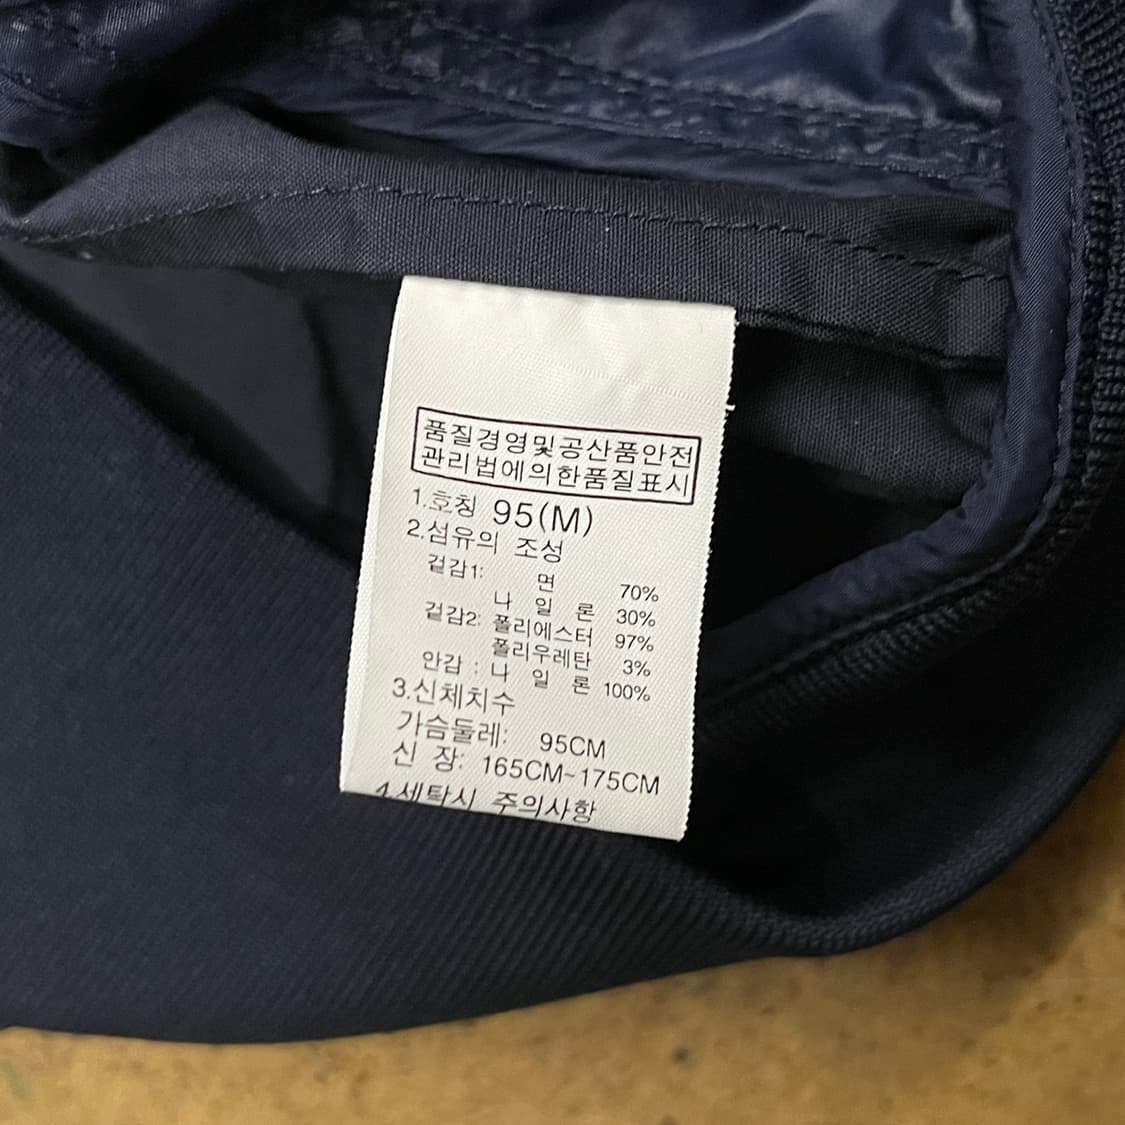 품질경영및공산품안전
관리법에의한품질표시
1.호칭 95(M)
2.섬유의 조성
겉감1: 면 70%
나 일 론 30%
겉감2: 폴리에스터 97%
폴리우레탄 3%
안감 : 나 일 론 100%
3.신체치수
가슴둘레: 95CM
신 장: 165CM~175CM
4.세탁시 주의사항